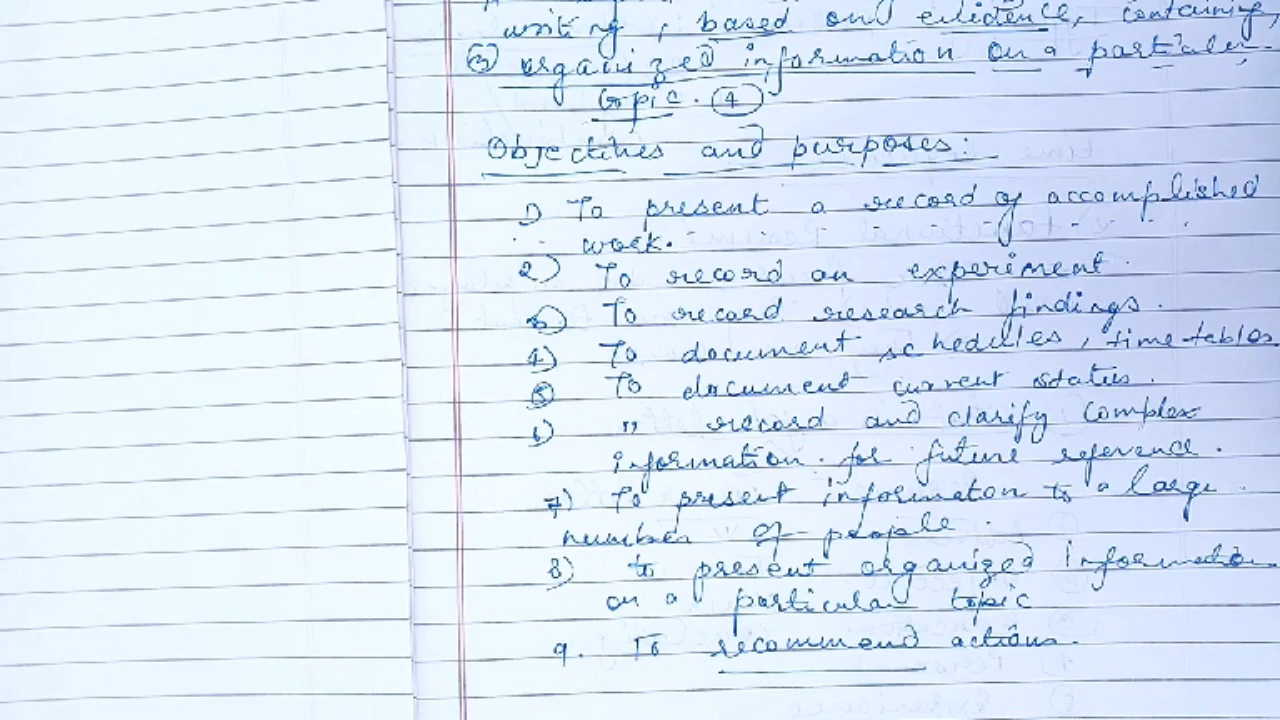 writing, based on evidence, containing,
③ organized information on a particular
topic. ④
Objectives and purposes:
1) To present a record of accomplished
work.
2) To record an experiment.
3) To record research findings.
4) To document schedules, time tables
5) To document current status.
6) " record and clarify complex
information for future reference.
7) To present informaton to a large
number of people.
8) to present organized information
on a particular topic
9. To recommend actions.